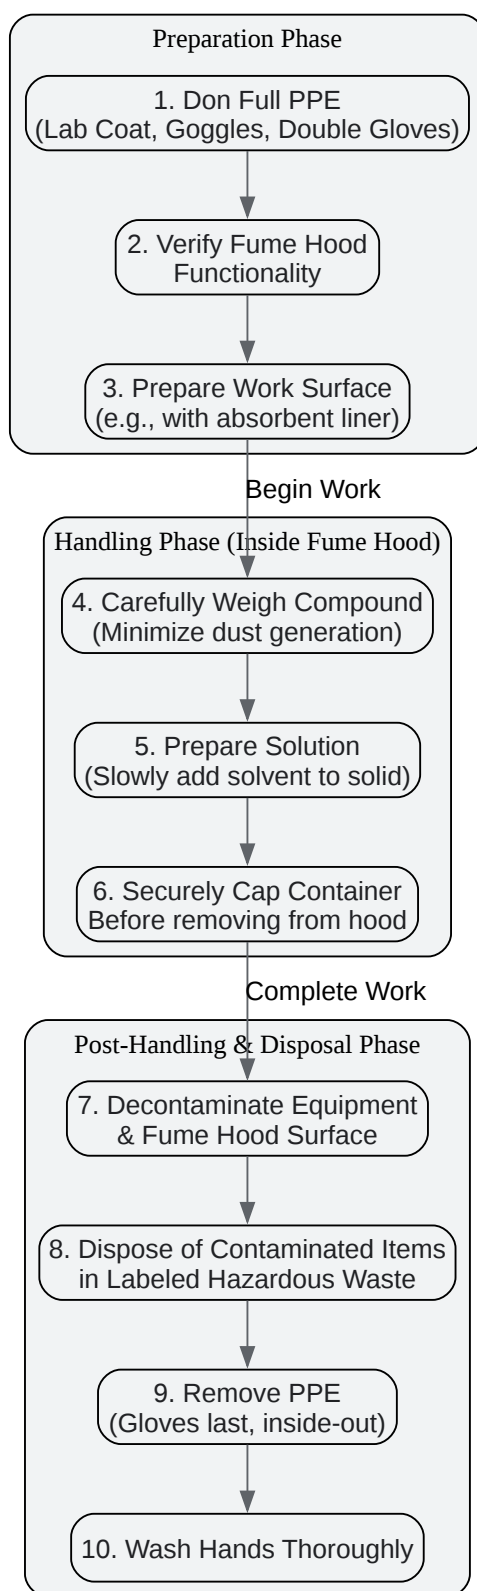 Preparation Phase
1. Don Full PPE
(Lab Coat, Goggles, Double Gloves)
2. Verify Fume Hood
Functionality
3. Prepare Work Surface
(e.g., with absorbent liner)
Begin Work
Handling Phase (Inside Fume Hood)
4. Carefully Weigh Compound
(Minimize dust generation)
5. Prepare Solution
(Slowly add solvent to solid)
6. Securely Cap Container
Before removing from hood
Complete Work
Post-Handling & Disposal Phase
7. Decontaminate Equipment
& Fume Hood Surface
8. Dispose of Contaminated Items
in Labeled Hazardous Waste
9. Remove PPE
(Gloves last, inside-out)
10. Wash Hands Thoroughly